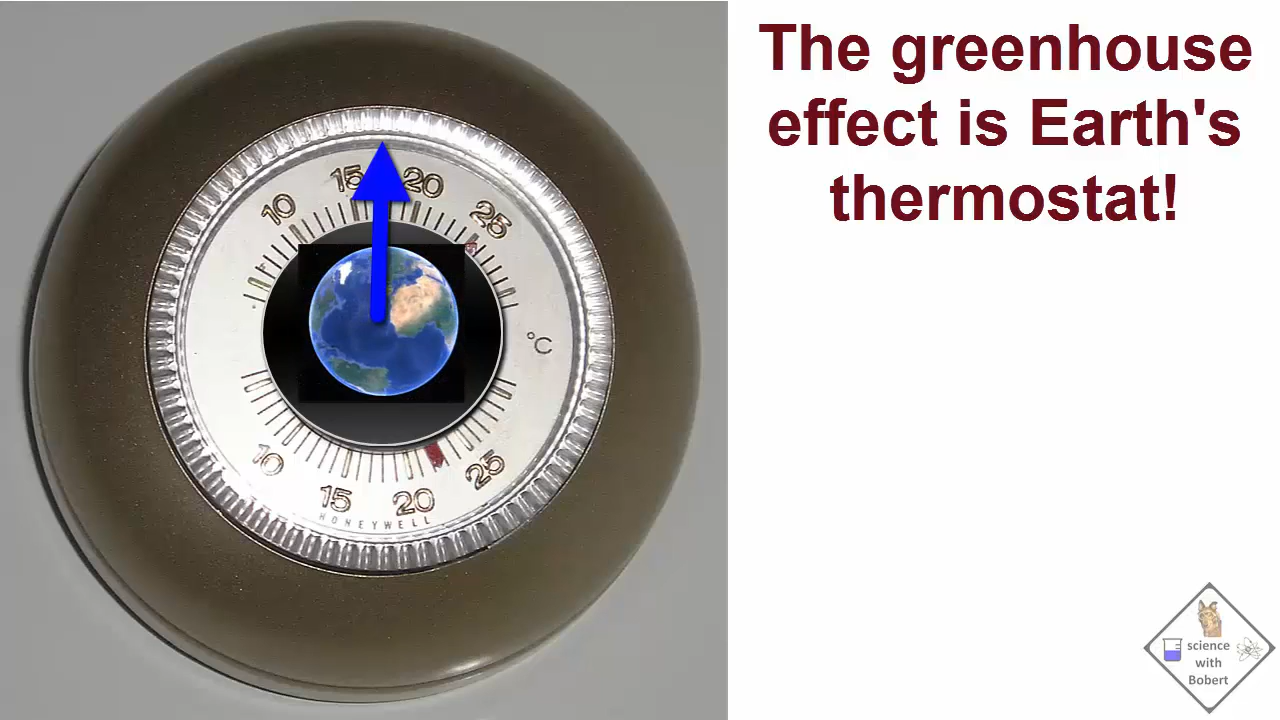 The greenhouse
effect is Earth's
thermostat!
10 15 20 25
°C
10 15 20 25
HONEYWELL
science
with
Bobert